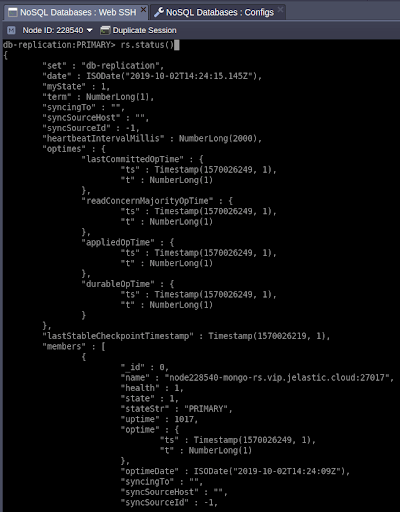 NoSQL Databases : Web SSH
NoSQL Databases : Configs
Node ID: 228540
Duplicate Session
db-replication:PRIMARY> rs.status()
{
"set" : "db-replication",
"date" : ISODate("2019-10-02T14:24:15.145Z"),
"myState" : 1,
"term" : NumberLong(1),
"syncingTo" : "",
"syncSourceHost" : "",
"syncSourceId" : -1,
"heartbeatIntervalMillis" : NumberLong(2000),
"optimes" : {
"lastCommittedOpTime" : {
"ts" : Timestamp(1570026249, 1),
"t" : NumberLong(1)
},
"readConcernMajorityOpTime" : {
"ts" : Timestamp(1570026249, 1),
"t" : NumberLong(1)
},
"appliedOpTime" : {
"ts" : Timestamp(1570026249, 1),
"t" : NumberLong(1)
},
"durableOpTime" : {
"ts" : Timestamp(1570026249, 1),
"t" : NumberLong(1)
}
},
"lastStableCheckpointTimestamp" : Timestamp(1570026219, 1),
"members" : [
{
"_id" : 0,
"name" : "node228540-mongo-rs.vip.jelastic.cloud:27017",
"health" : 1,
"state" : 1,
"stateStr" : "PRIMARY",
"uptime" : 1017,
"optime" : {
"ts" : Timestamp(1570026249, 1),
"t" : NumberLong(1)
},
"optimeDate" : ISODate("2019-10-02T14:24:09Z"),
"syncingTo" : "",
"syncSourceHost" : "",
"syncSourceId" : -1,